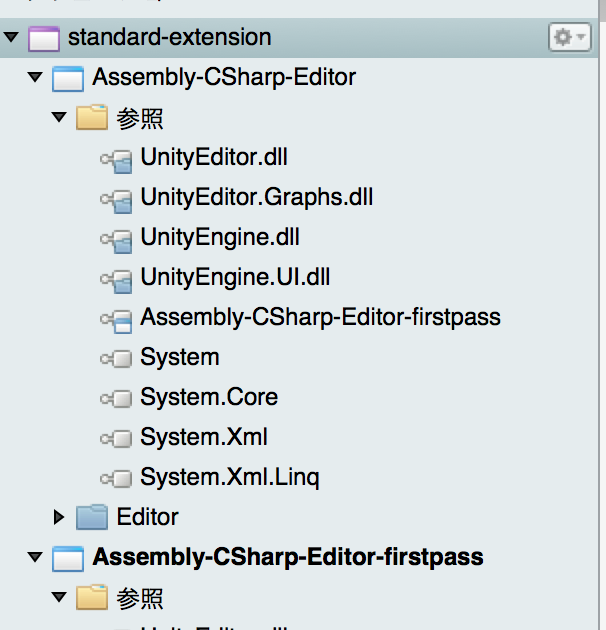 standard-extension
Assembly-CSharp-Editor
参照
UnityEditor.dll
UnityEditor.Graphs.dll
UnityEngine.dll
UnityEngine.UI.dll
Assembly-CSharp-Editor-firstpass
System
System.Core
System.Xml
System.Xml.Linq
Editor
Assembly-CSharp-Editor-firstpass
参照